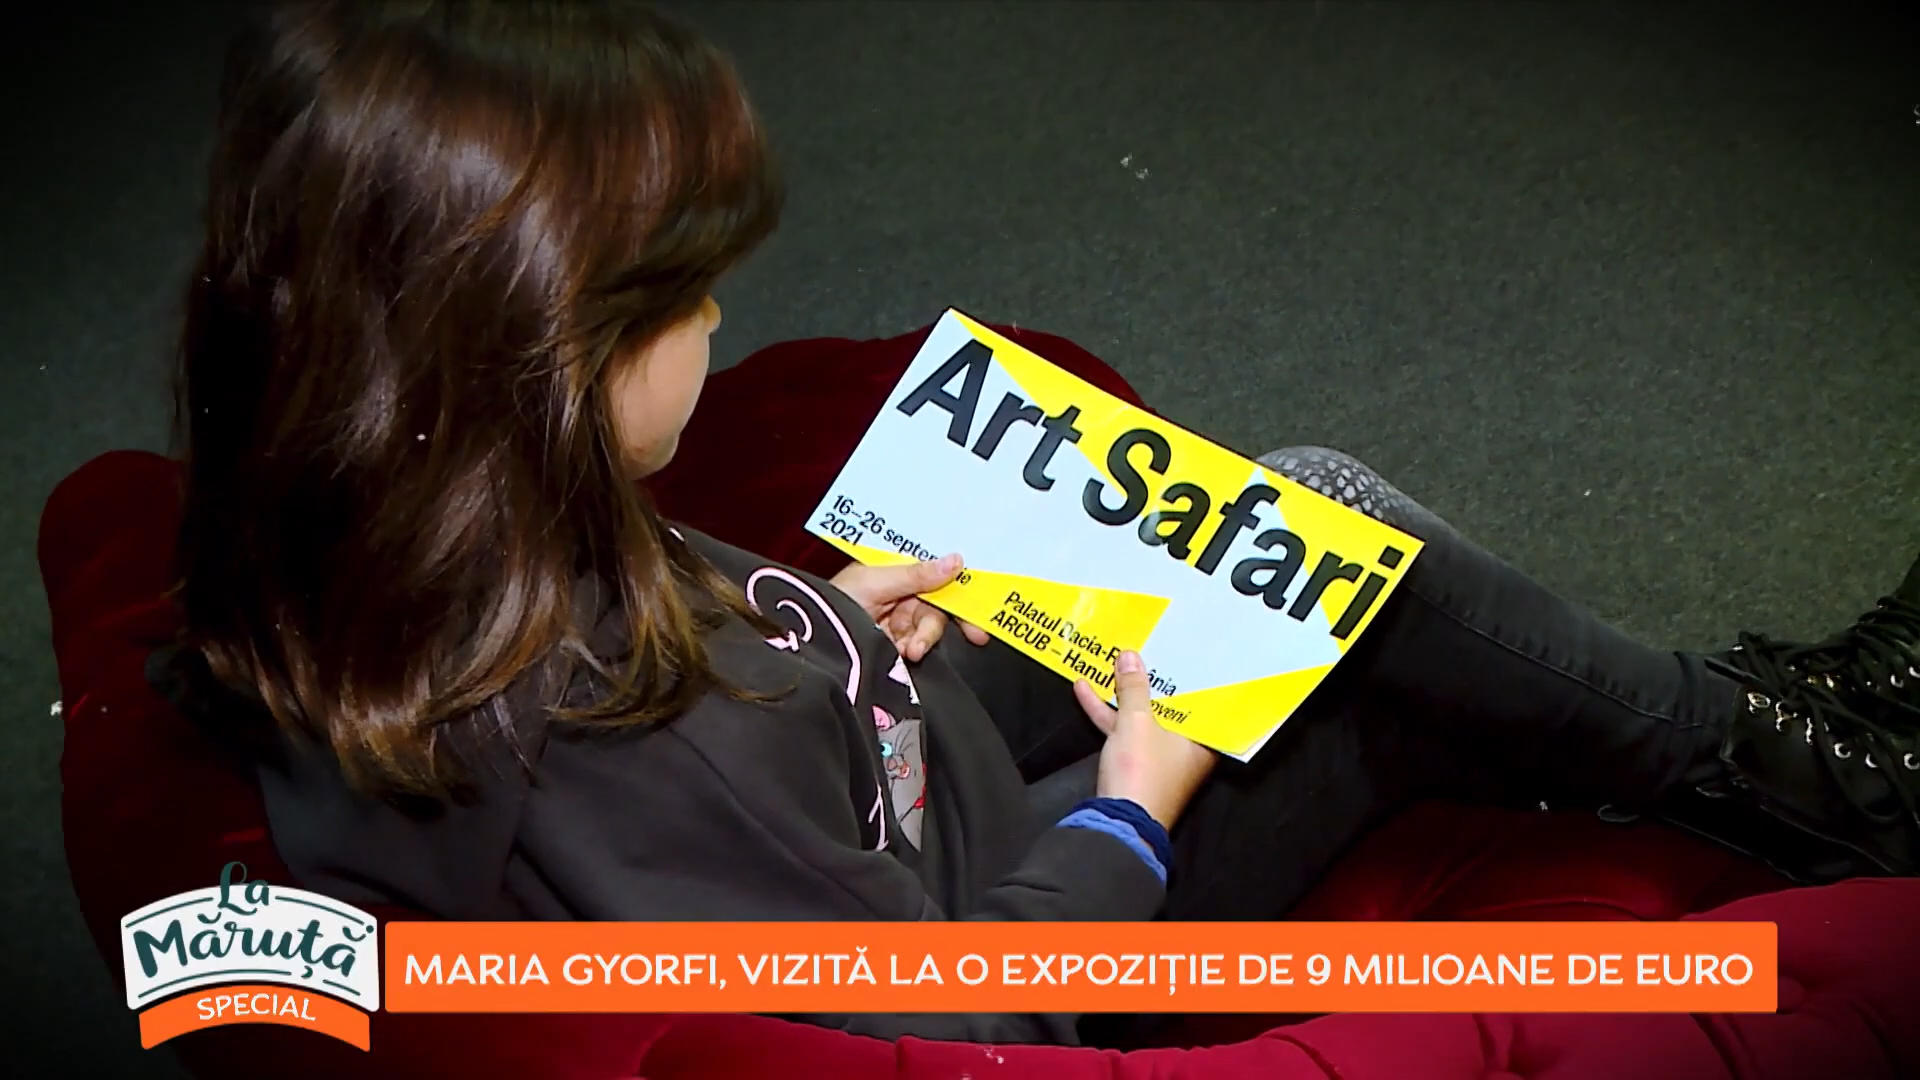 Art Safari
16–26
2021
Palatul
ARCUB – Hanul
La
Măruță
SPECIAL
MARIA GYORFI, VIZITĂ LA O EXPOZIȚIE DE 9 MILIOANE DE EURO